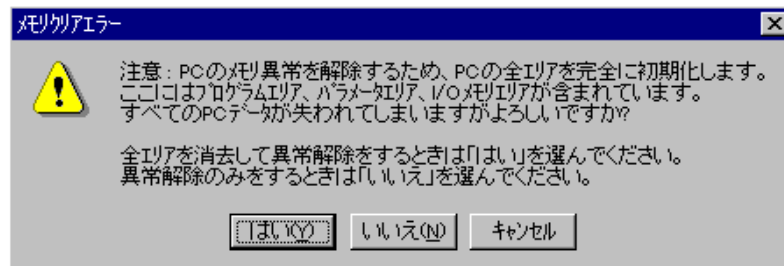 ﾒﾓﾘｸﾘｱｴﾗｰ
注意：PCのﾒﾓﾘ異常を解除するため、PCの全ｴﾘｱを完全に初期化します。
ここにはﾌﾟﾛｸﾞﾗﾑｴﾘｱ、ﾊﾟﾗﾒｰﾀｴﾘｱ、I/Oﾒﾓﾘｴﾘｱが含まれています。
すべてのPCﾃﾞｰﾀが失われてしまいますがよろしいですか?
全ｴﾘｱを消去して異常解除をするときは「はい」を選んでください。
異常解除のみをするときは「いいえ」を選んでください。
はい(Y) いいえ(N) ｷｬﾝｾﾙ